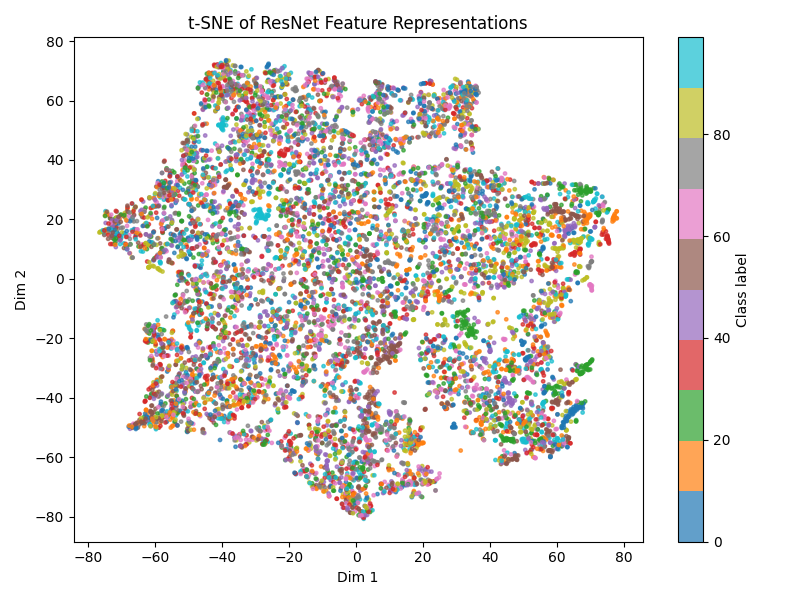 t-SNE of ResNet Feature Representations
80
60
40
20
0
−20
−40
−60
−80
Dim 2
−80 −60 −40 −20 0 20 40 60 80
Dim 1
80
60
40
20
0
Class label